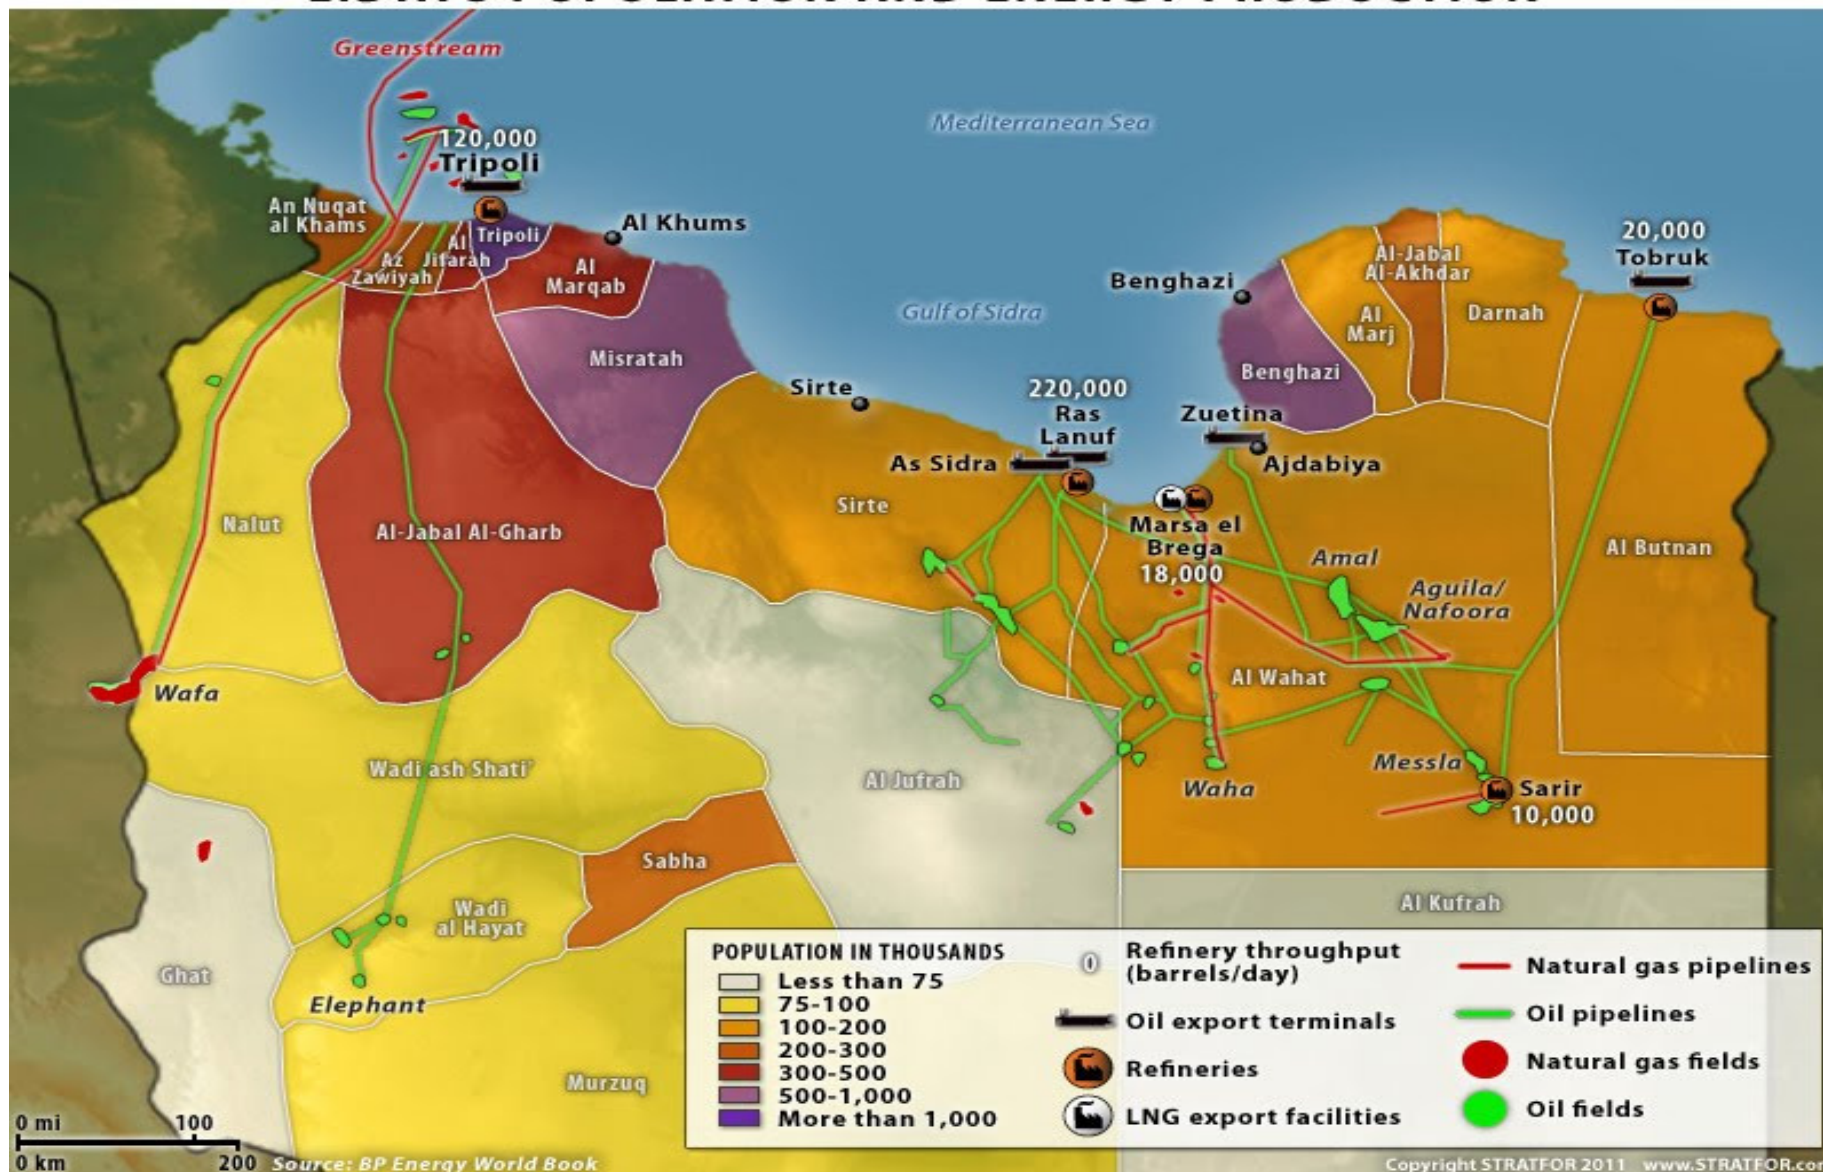 Greenstream
Mediterranean Sea
120,000
Tripoli
An Nuqat
al Khams
Az
Zawiyah
Al
Jifarah
Tripoli
Al Khums
Al
Marqab
Misratah
Gulf of Sidra
Benghazi
Benghazi
Al-Jabal
Al-Akhdar
Al
Marj
Darnah
20,000
Tobruk
Sirte
220,000
Ras
Lanuf
As Sidra
Zuetina
Ajdabiya
Nalut
Al-Jabal Al-Gharb
Sirte
Marsa el
Brega
18,000
Amal
Aguila/
Nafoora
Al Butnan
Wafa
Al Wahat
Wadi ash Shati'
Al Jufrah
Waha
Messla
Sarir
10,000
Sabha
Wadi
al Hayat
Al Kufrah
Ghat
Elephant
Murzuq
POPULATION IN THOUSANDS
Less than 75
75-100
100-200
200-300
300-500
500-1,000
More than 1,000
0
Refinery throughput
(barrels/day)
Oil export terminals
Refineries
LNG export facilities
Natural gas pipelines
Oil pipelines
Natural gas fields
Oil fields
0 mi 100
0 km 200
Source: BP Energy World Book
Copyright STRATFOR 2011 www.STRATFOR.com